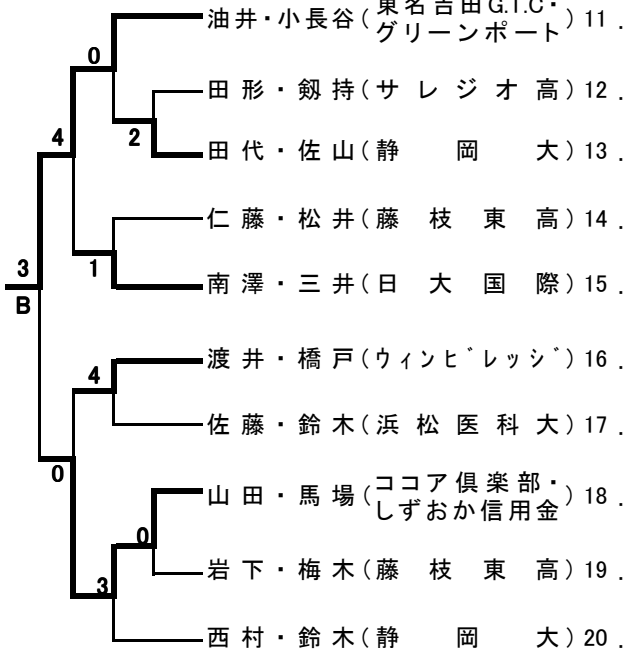 東名吉田G.T.C・
油井・小長谷(グリーンポート)11.
0
田形・剱持(サレジオ高)12.
4
2
田代・佐山(静岡大)13.
仁藤・松井(藤枝東高)14.
3
1
南澤・三井(日大国際)15.
B
渡井・橋戸(ウィンビレッジ)16.
4
佐藤・鈴木(浜松医科大)17.
0
ココア倶楽部・
山田・馬場(しずおか信用金)18.
0
岩下・梅木(藤枝東高)19.
3
西村・鈴木(静岡大)20.